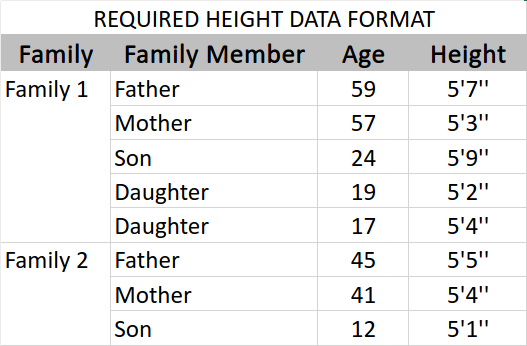 REQUIRED HEIGHT DATA FORMAT
Family Family Member Age Height
Family 1 Father 59 5'7''
Mother 57 5'3''
Son 24 5'9''
Daughter 19 5'2''
Daughter 17 5'4''
Family 2 Father 45 5'5''
Mother 41 5'4''
Son 12 5'1''